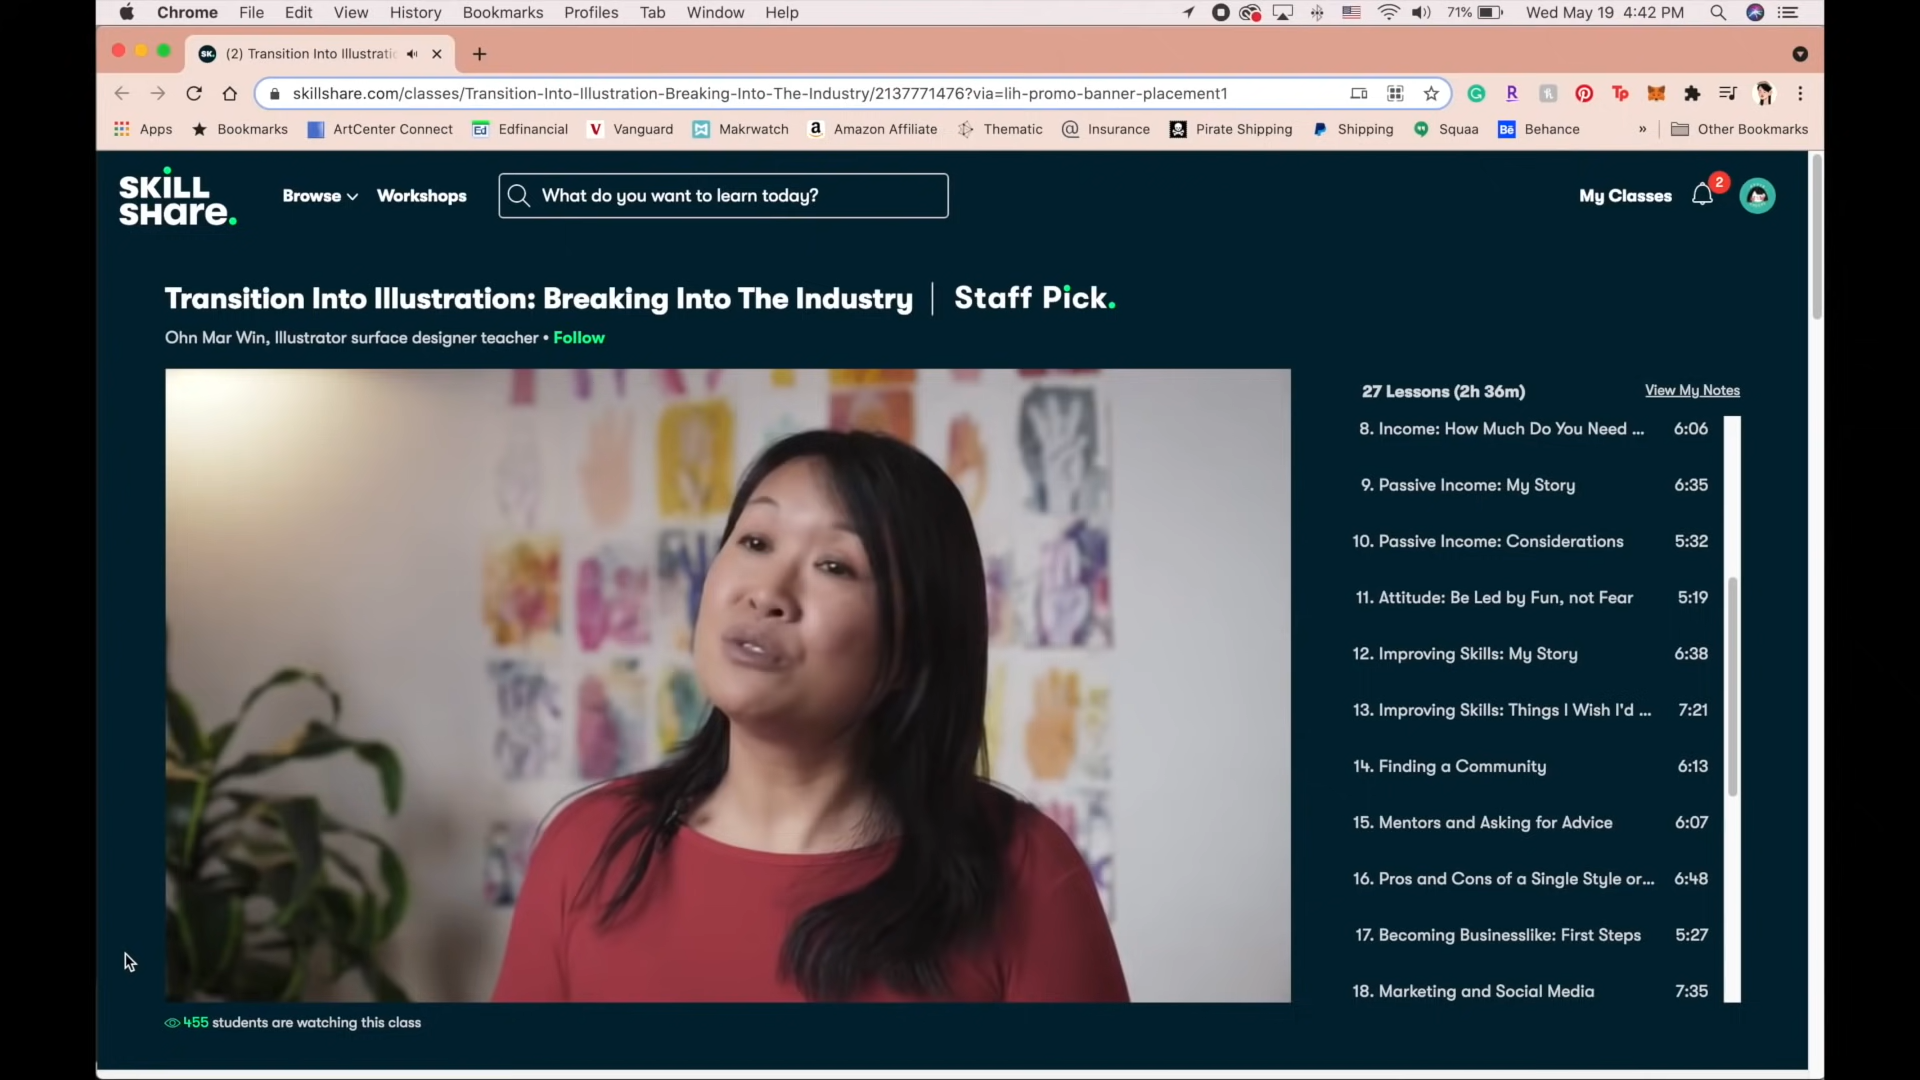 Chrome File Edit View History Bookmarks Profiles Tab Window Help 71% Wed May 19 4:42 PM
SK. (2) Transition Into Illustratio
skillshare.com/classes/Transition-Into-Illustration-Breaking-Into-The-Industry/2137771476?via=lih-promo-banner-placement1
Apps Bookmarks ArtCenter Connect Ed Edfinancial V Vanguard Makrwatch a Amazon Affiliate Thematic @ Insurance Pirate Shipping Shipping Squaa Bē Behance » Other Bookmarks
SKILL
SHare.
Browse Workshops What do you want to learn today? My Classes 2
Transition Into Illustration: Breaking Into The Industry | Staff Pick.
Ohn Mar Win, Illustrator surface designer teacher • Follow
27 Lessons (2h 36m) View My Notes
8. Income: How Much Do You Need ... 6:06
9. Passive Income: My Story 6:35
10. Passive Income: Considerations 5:32
11. Attitude: Be Led by Fun, not Fear 5:19
12. Improving Skills: My Story 6:38
13. Improving Skills: Things I Wish I'd ... 7:21
14. Finding a Community 6:13
15. Mentors and Asking for Advice 6:07
16. Pros and Cons of a Single Style or... 6:48
17. Becoming Businesslike: First Steps 5:27
18. Marketing and Social Media 7:35
455 students are watching this class